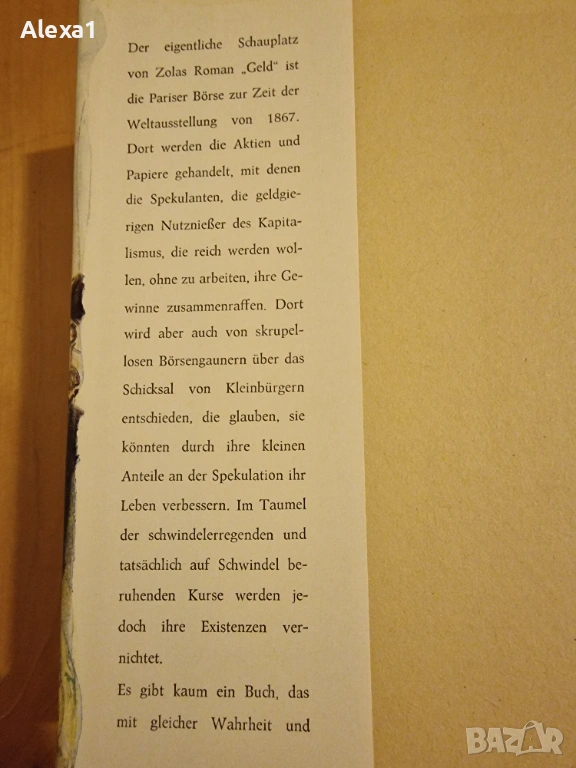 Alexa1
Der eigentliche Schauplatz
von Zolas Roman „Geld“ ist
die Pariser Börse zur Zeit der
Weltausstellung von 1867.
Dort werden die Aktien und
Papiere gehandelt, mit denen
die Spekulanten, die geldgie-
rigen Nutznießer des Kapita-
lismus, die reich werden wol-
len, ohne zu arbeiten, ihre Ge-
winne zusammenraffen. Dort
wird aber auch von skrupel-
losen Börsengaunern über das
Schicksal von Kleinbürgern
entschieden, die glauben, sie
könnten durch ihre kleinen
Anteile an der Spekulation ihr
Leben verbessern. Im Taumel
der schwindelerregenden und
tatsächlich auf Schwindel be-
ruhenden Kurse werden je-
doch ihre Existenzen ver-
nichtet.
Es gibt kaum ein Buch, das
mit gleicher Wahrheit und
BAZAR